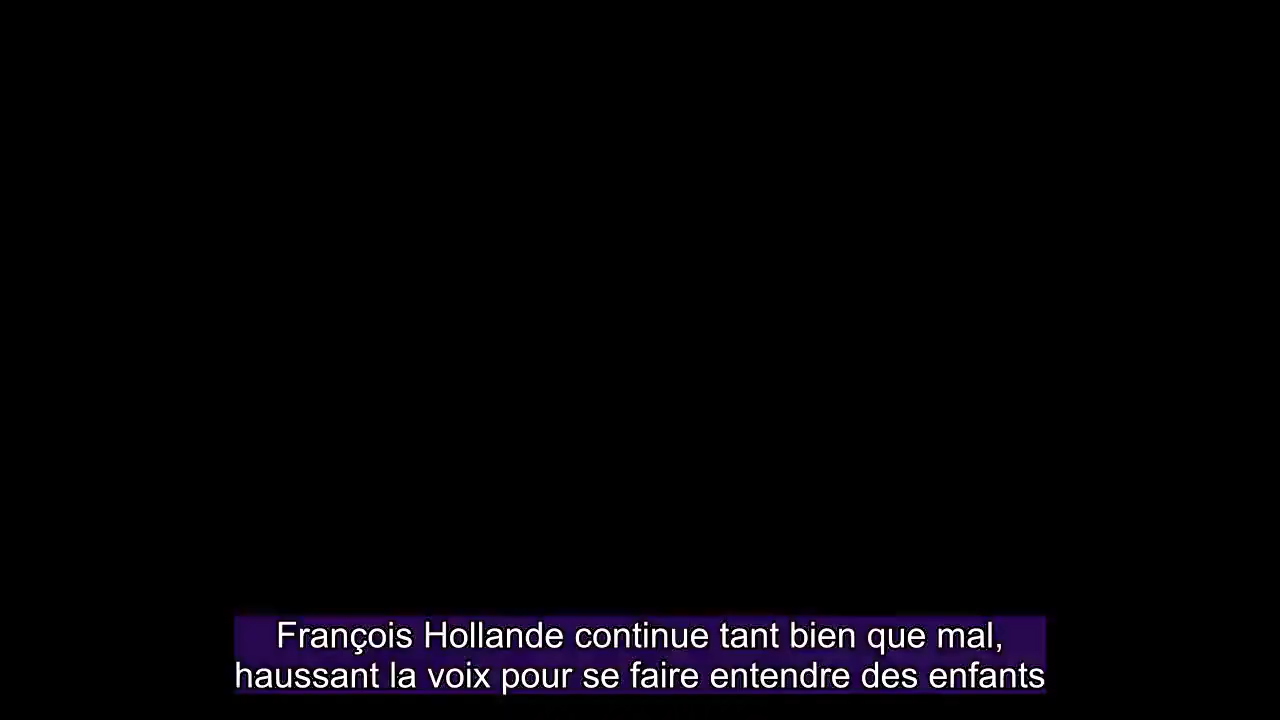 François Hollande continue tant bien que mal,
haussant la voix pour se faire entendre des enfants